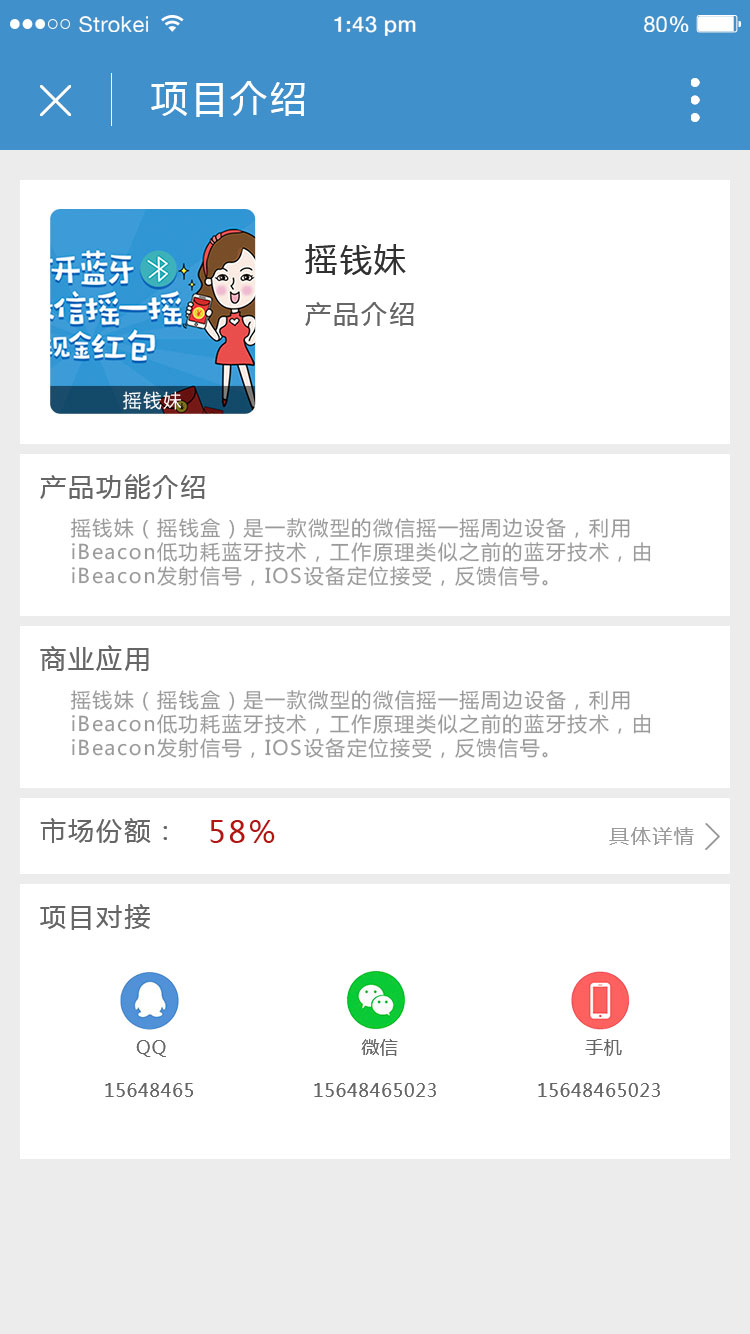 Strokei
1:43 pm
80%
项目介绍
开蓝牙
信摇一摇
现金红包
摇钱妹
摇钱妹
产品介绍
产品功能介绍
摇钱妹（摇钱盒）是一款微型的微信摇一摇周边设备，利用
iBeacon低功耗蓝牙技术，工作原理类似之前的蓝牙技术，由
iBeacon发射信号，IOS设备定位接受，反馈信号。
商业应用
摇钱妹（摇钱盒）是一款微型的微信摇一摇周边设备，利用
iBeacon低功耗蓝牙技术，工作原理类似之前的蓝牙技术，由
iBeacon发射信号，IOS设备定位接受，反馈信号。
市场份额： 58% 具体详情
项目对接
QQ 微信 手机
15648465 15648465023 15648465023